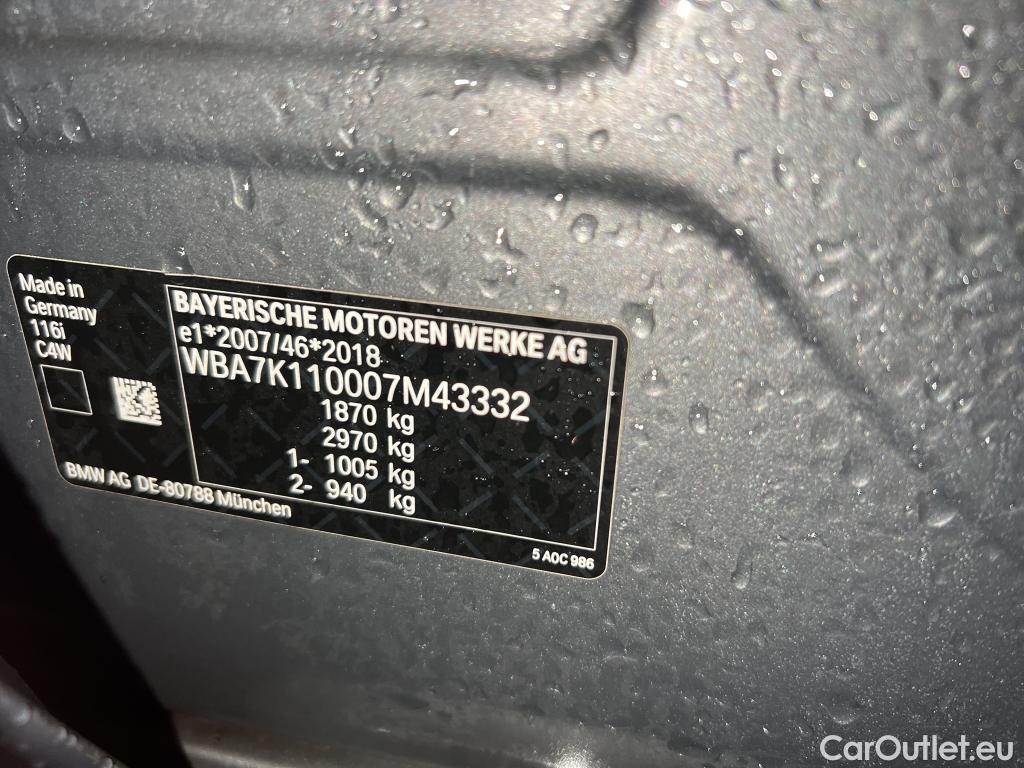 Made in
Germany
116i
C4W
BAYERISCHE MOTOREN WERKE AG
e1*2007/46*2018
WBA7K110007M43332
1870 kg
2970 kg
1- 1005 kg
2- 940 kg
BMW AG DE-80788 München
5 A0C 986
CarOutlet.eu